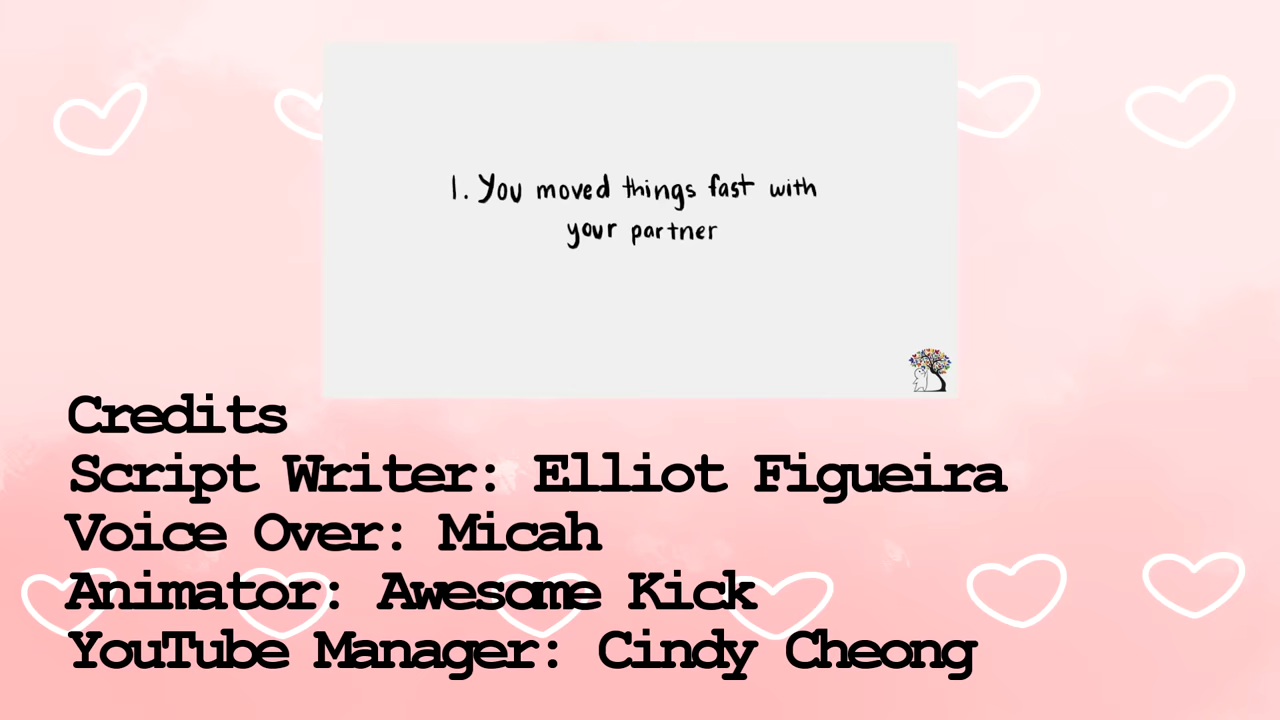 1. You moved things fast with
your partner
Credits
Script Writer: Elliot Figueira
Voice Over: Micah
Animator: Awesome Kick
YouTube Manager: Cindy Cheong